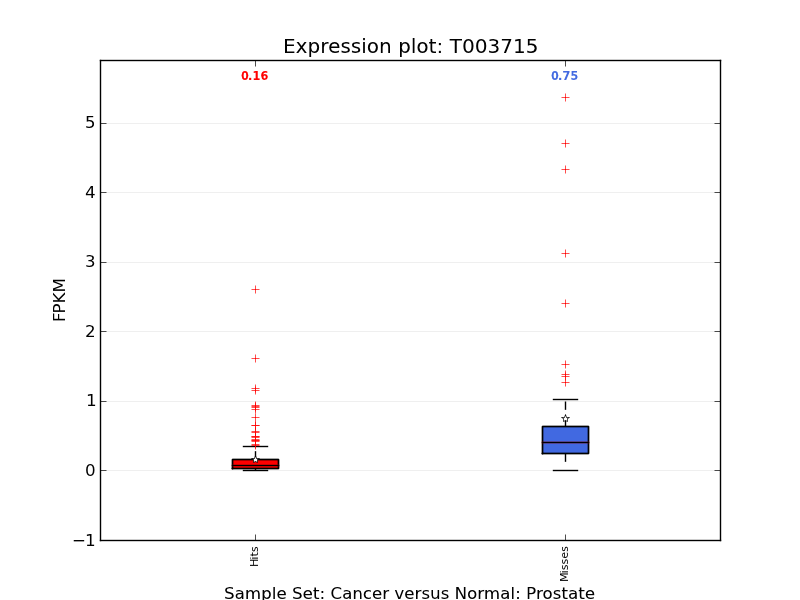 Expression plot: T003715
0.16
0.75
5
4
3
2
1
0
−1
FPKM
Hits
Misses
Sample Set: Cancer versus Normal: Prostate